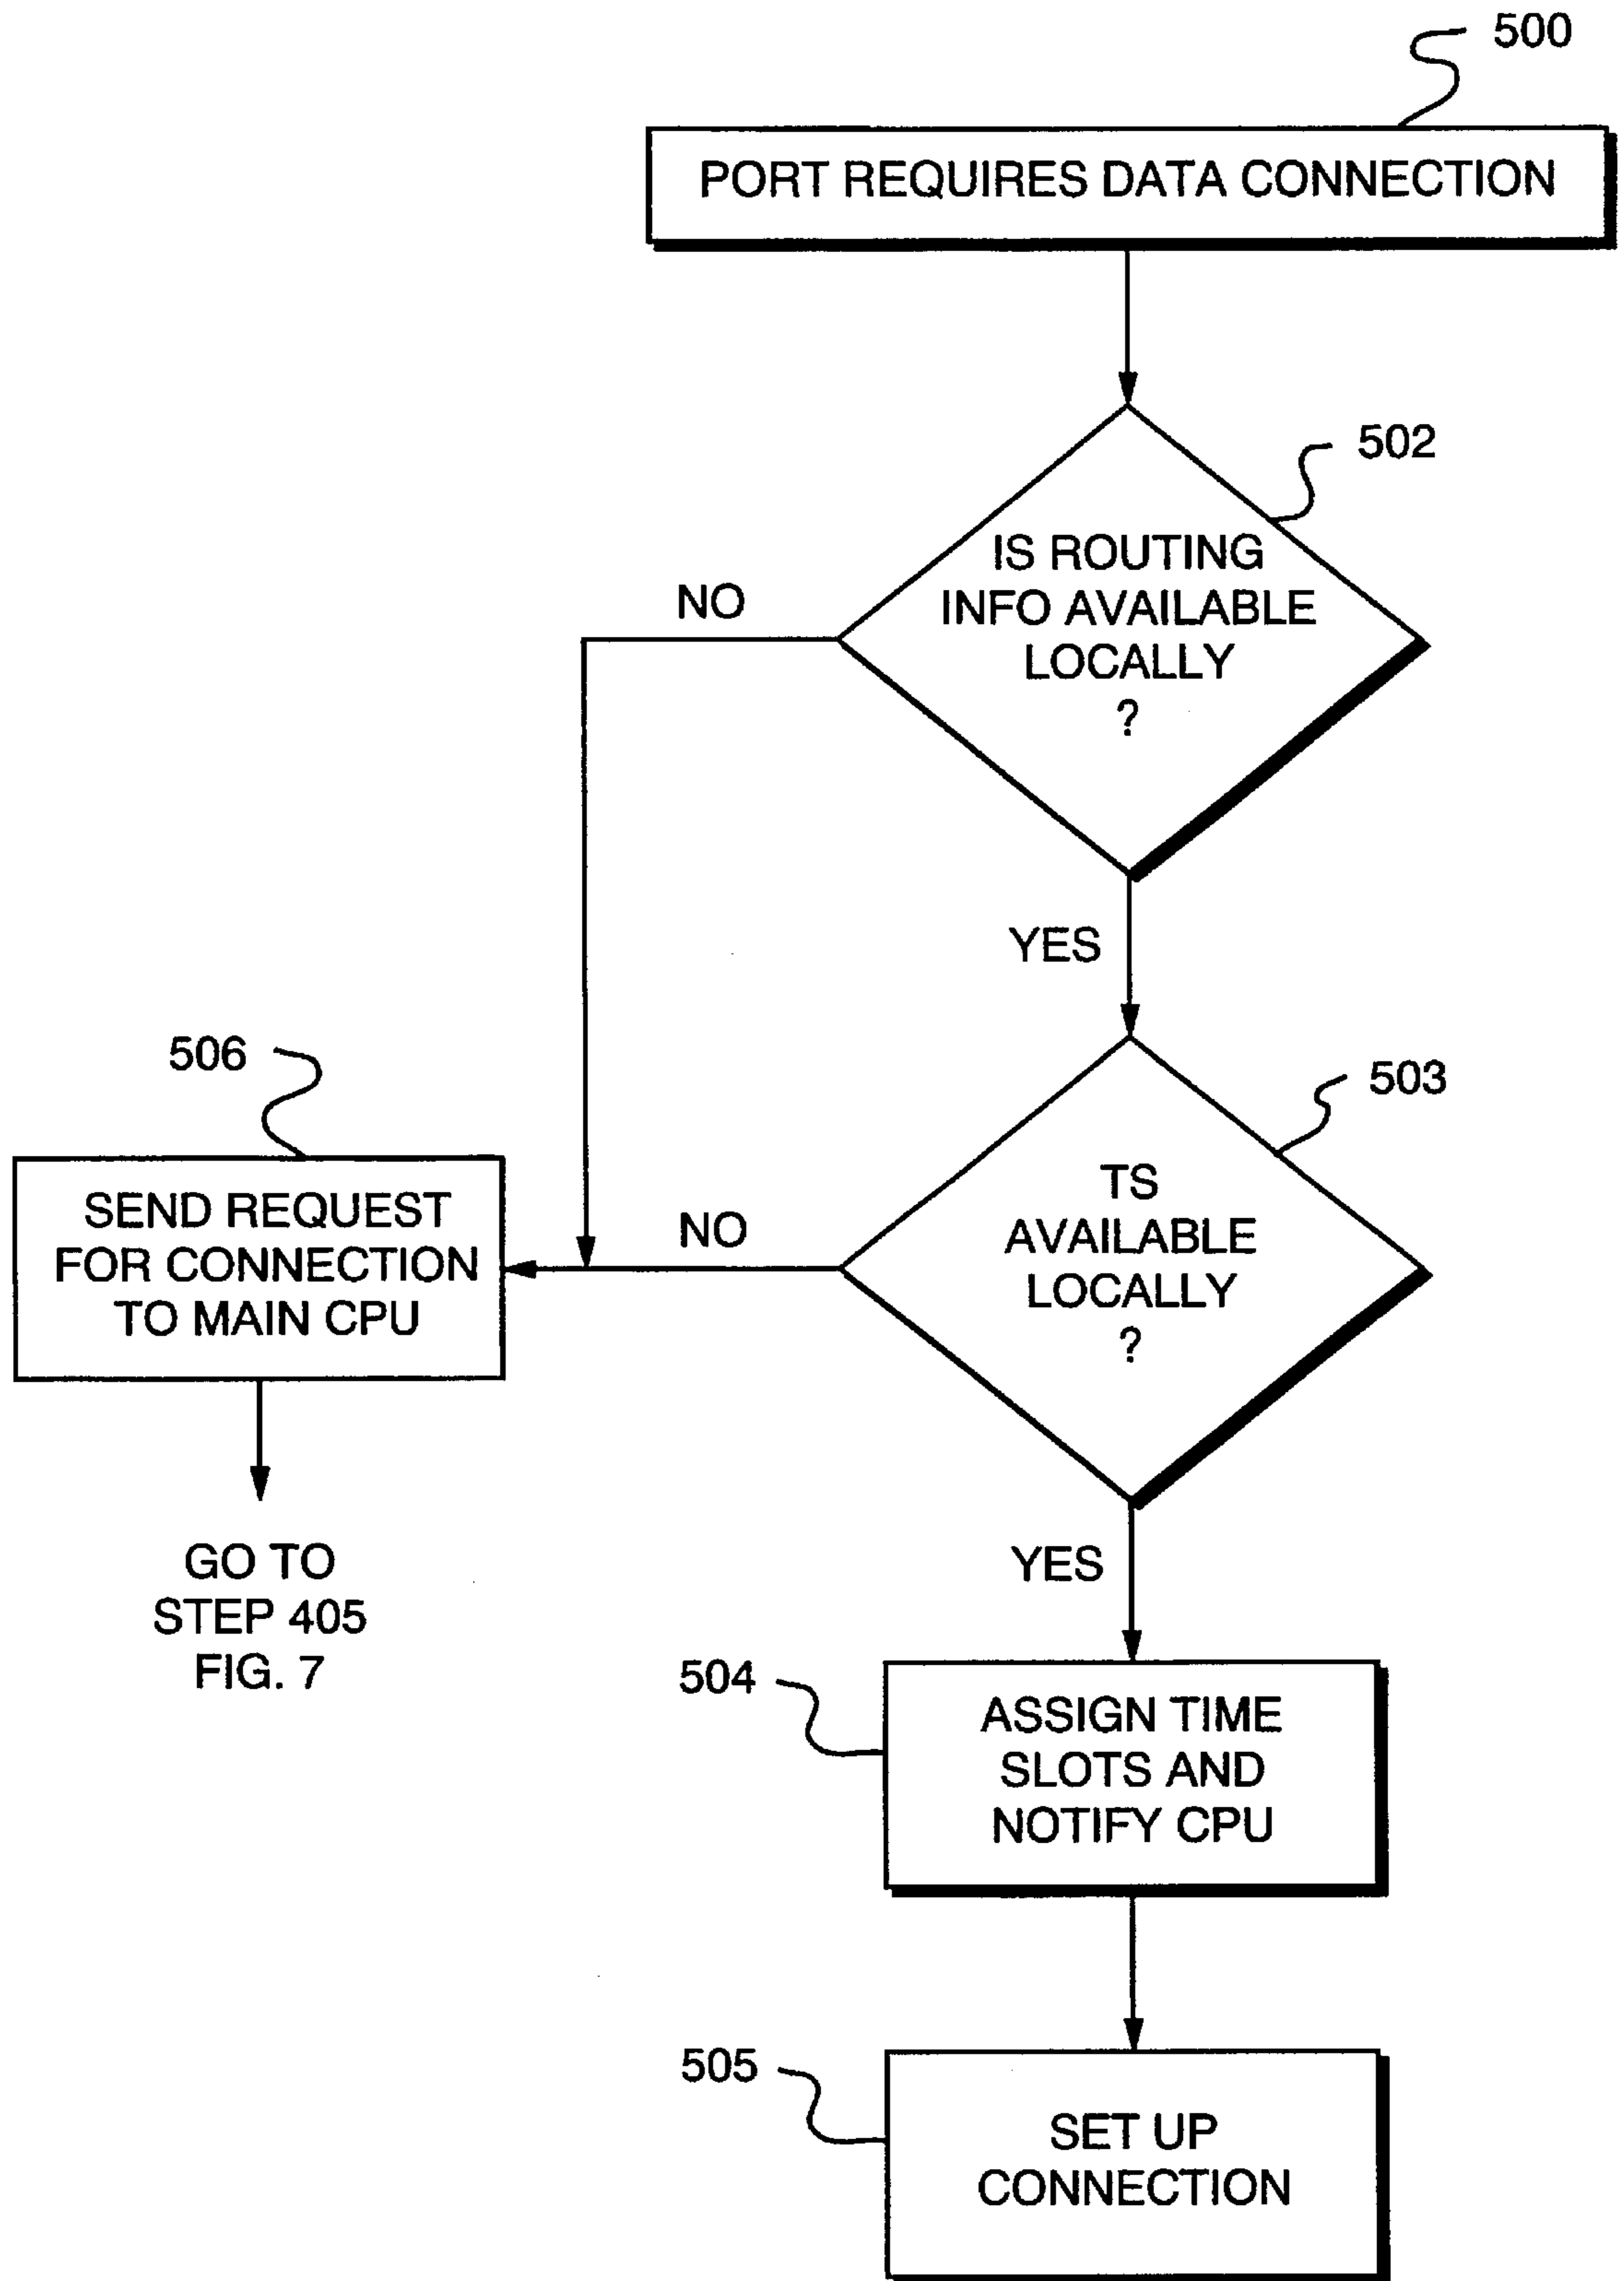 500
PORT REQUIRES DATA CONNECTION
502
IS ROUTING
INFO AVAILABLE
LOCALLY
?
NO
YES
506
503
SEND REQUEST
FOR CONNECTION
TO MAIN CPU
NO
TS
AVAILABLE
LOCALLY
?
GO TO
STEP 405
FIG. 7
YES
504
ASSIGN TIME
SLOTS AND
NOTIFY CPU
505
SET UP
CONNECTION